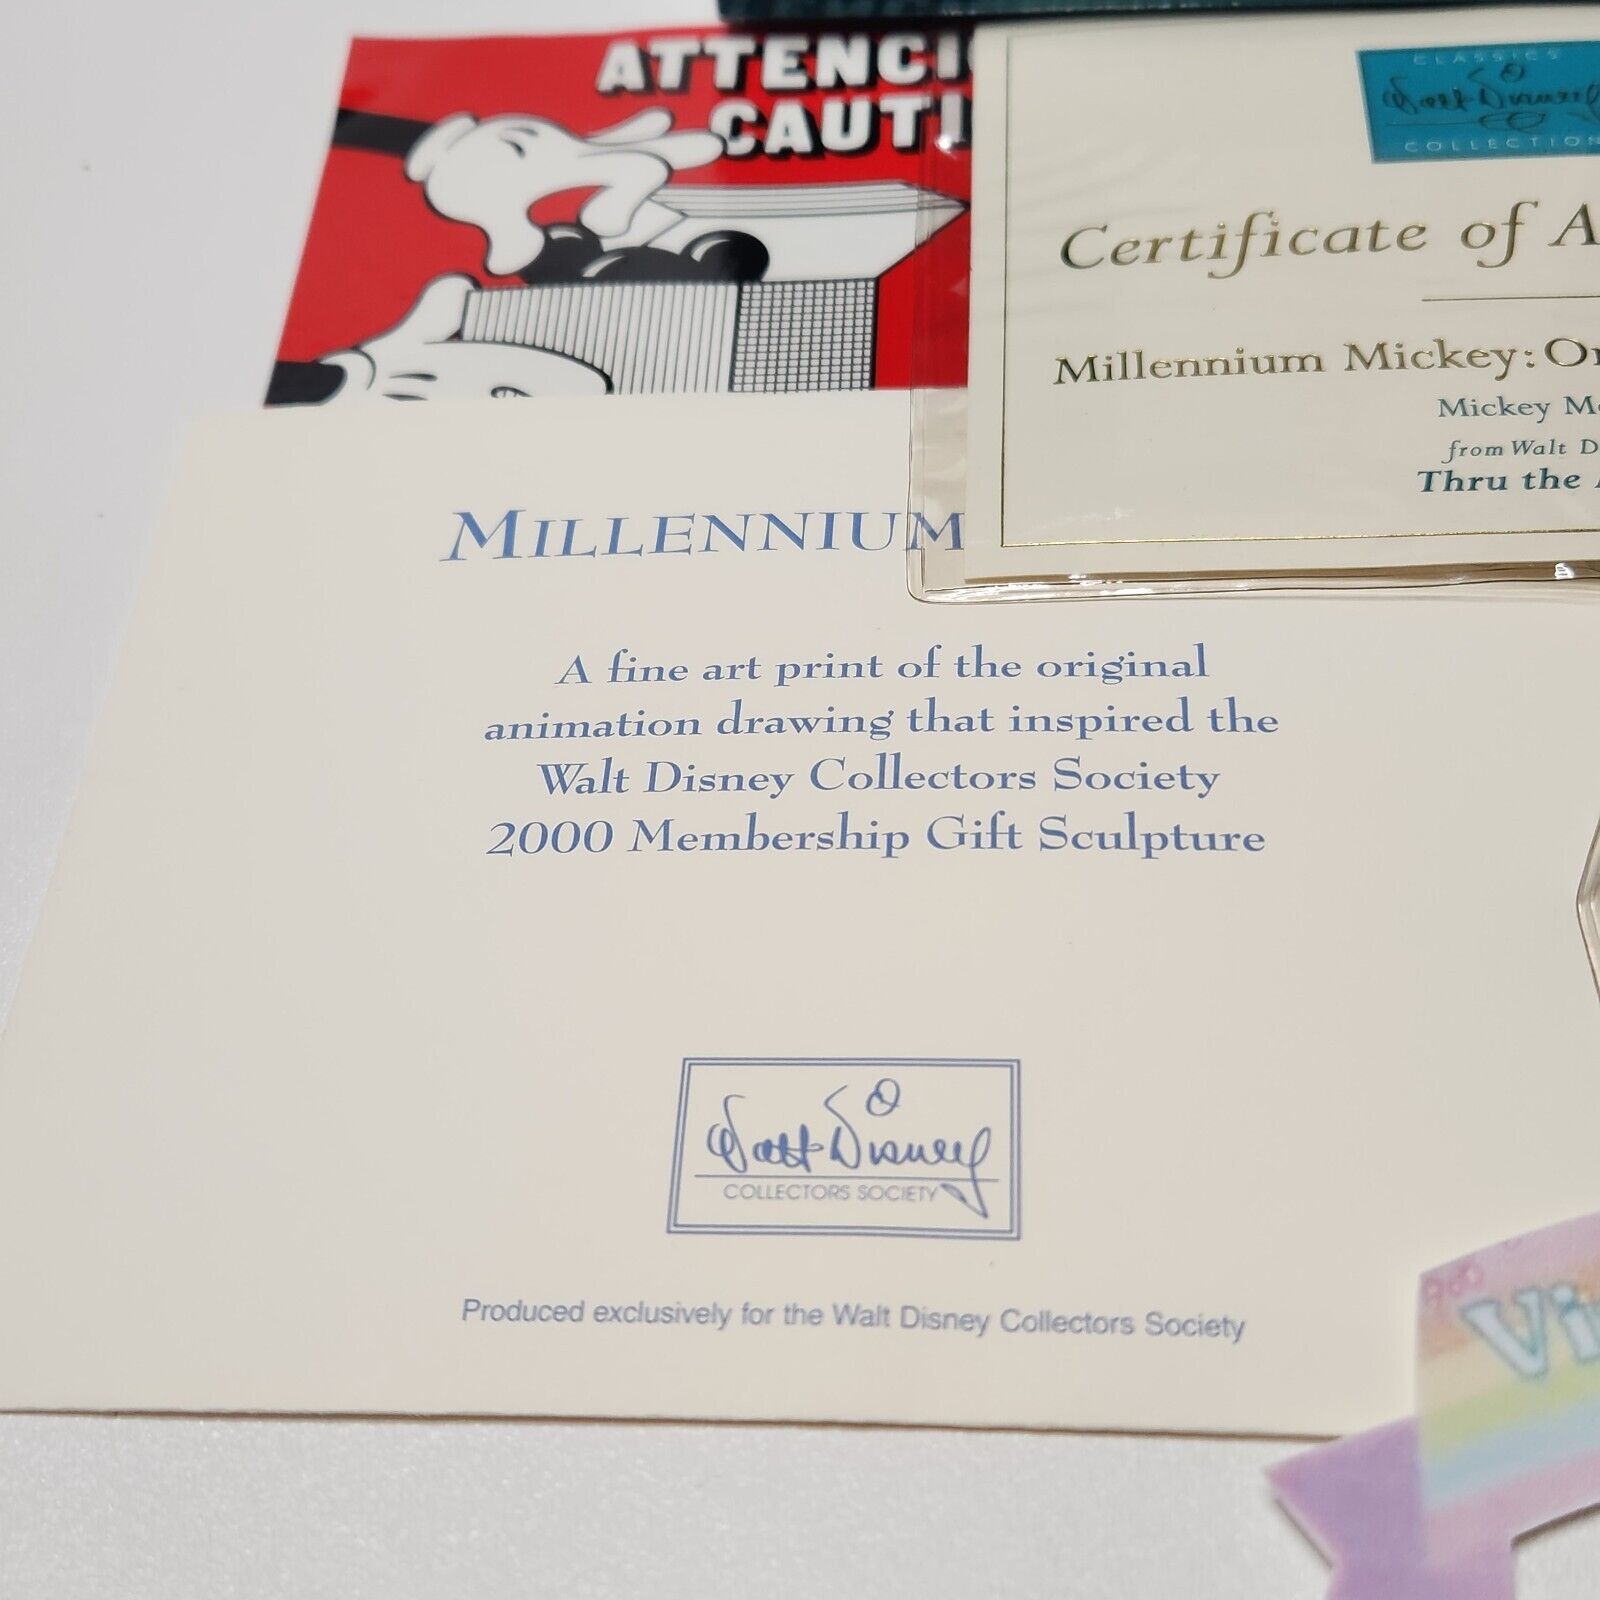 CLASSICS
Walt Disney
COLLECTION
Certificate of
Millennium Mickey:
Mickey
from Walt
Thru the
MILLENNIUM
A fine art print of the original
animation drawing that inspired the
Walt Disney Collectors Society
2000 Membership Gift Sculpture
Walt Disney
COLLECTORS SOCIETY
Produced exclusively for the Walt Disney Collectors Society